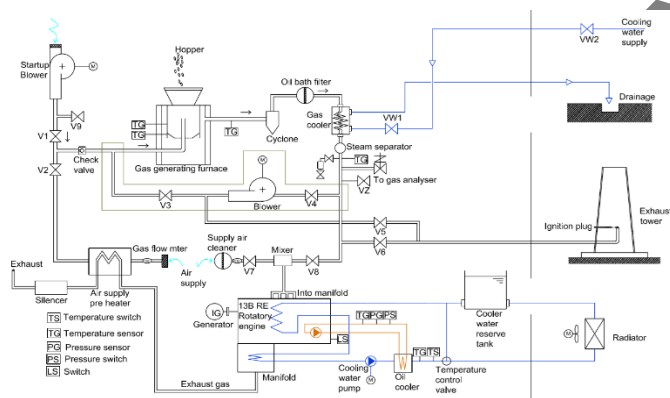 Cooling
water
supply
VW2
Hopper
Startup
Blower
M
Oil bath filter
Gas
cooler
Drainage
V9
V1
TG
TG
TG
Cyclone
VW1
Steam separator
Check
valve
Gas generating furnace
TG
V2
M
To gas analyser
V3
Blower
V4
VZ
Exhaust
tower
Ignition plug
V5
V6
Gas flow mter
Supply air
cleaner
Mixer
V7
V8
Exhaust
Air
supply
Silencer
Air supply
pre heater
Into manifold
TS Temperature switch
TG Temperature sensor
PG Pressure sensor
PS Pressure switch
LS Switch
IG
Generator
13B RE
Rotatory
engine
TG PG PS
LS
Cooler
water
reserve
tank
M
Radiator
TG TS
Exhaust gas
Manifold
Cooling
water
pump
M
Oil
cooler
Temperature
control
valve